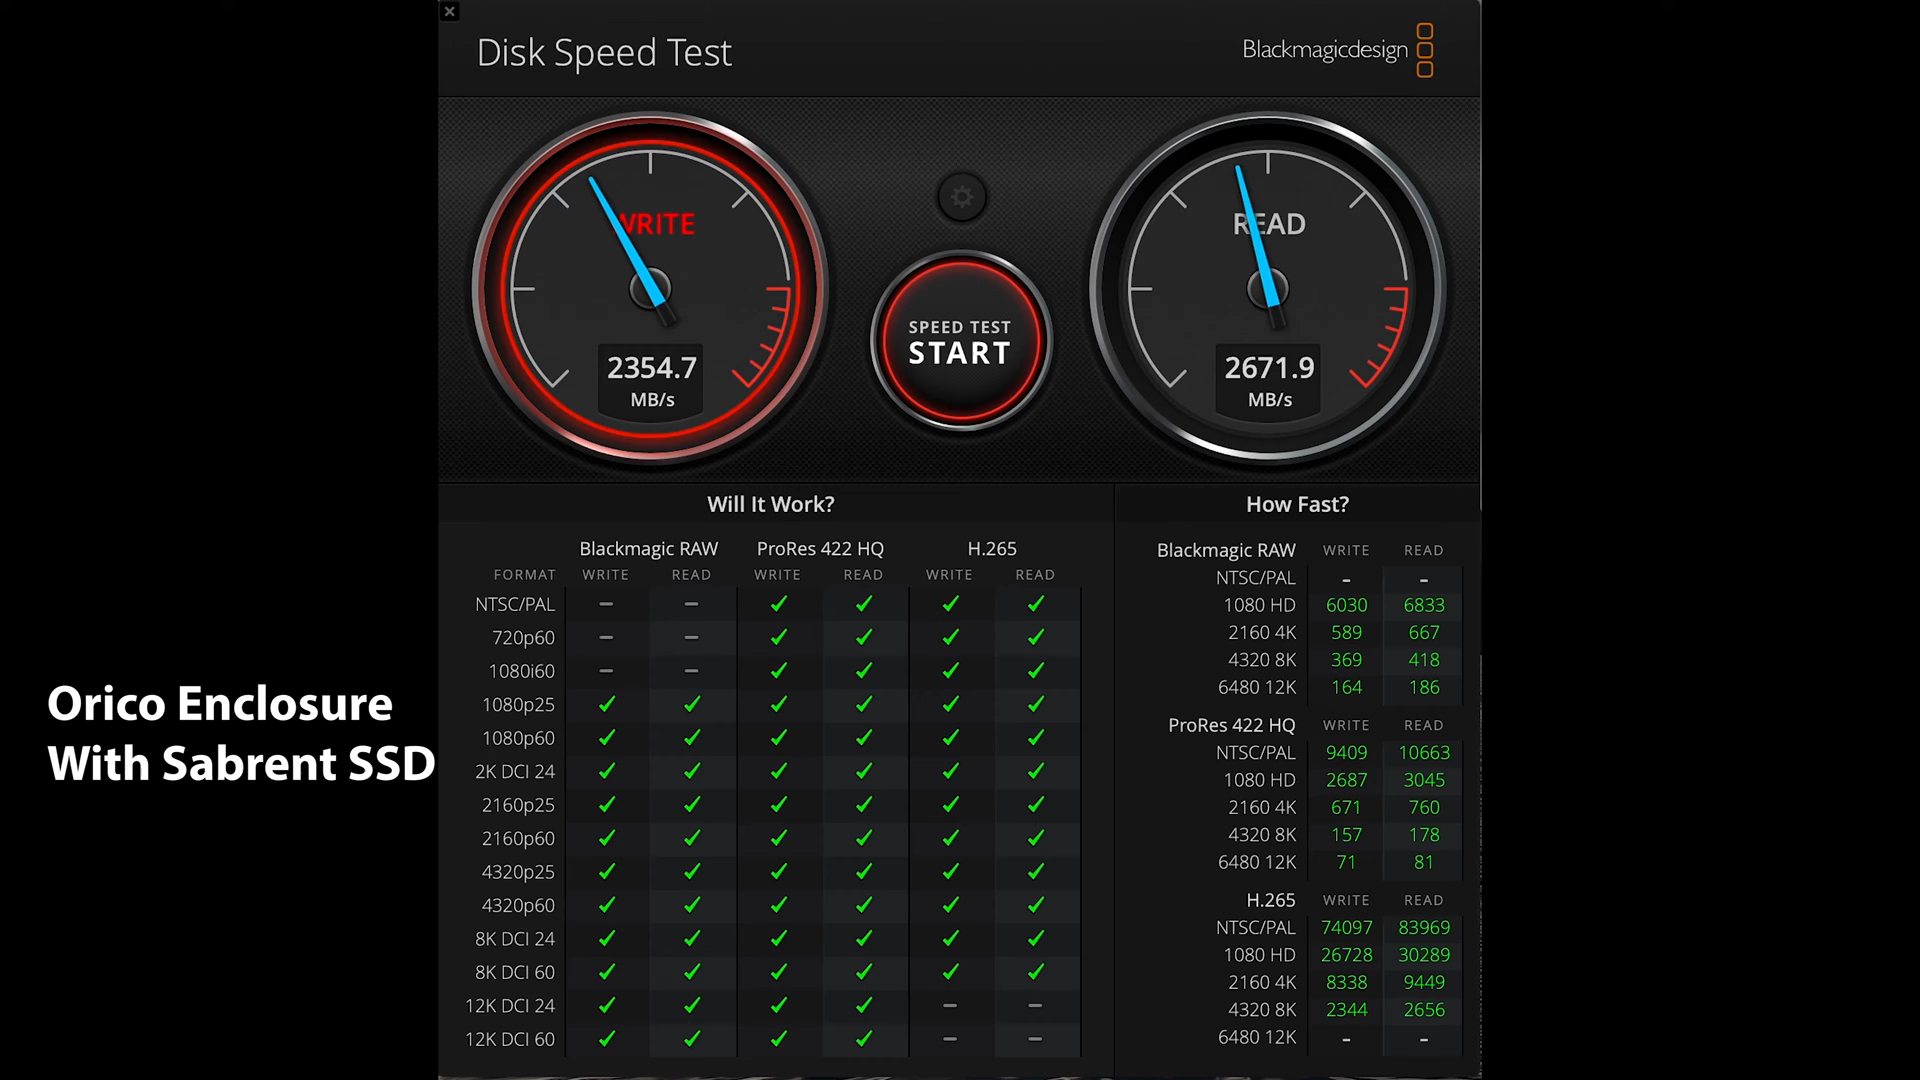 Disk Speed Test
Blackmagicdesign
WRITE
2354.7
MB/s
SPEED TEST
START
READ
2671.9
MB/s
Orico Enclosure
With Sabrent SSD
Will It Work?
Blackmagic RAW ProRes 422 HQ H.265
FORMAT WRITE READ WRITE READ WRITE READ
NTSC/PAL – – ✓ ✓ ✓ ✓
720p60 – – ✓ ✓ ✓ ✓
1080i60 – – ✓ ✓ ✓ ✓
1080p25 ✓ ✓ ✓ ✓ ✓ ✓
1080p60 ✓ ✓ ✓ ✓ ✓ ✓
2K DCI 24 ✓ ✓ ✓ ✓ ✓ ✓
2160p25 ✓ ✓ ✓ ✓ ✓ ✓
2160p60 ✓ ✓ ✓ ✓ ✓ ✓
4320p25 ✓ ✓ ✓ ✓ ✓ ✓
4320p60 ✓ ✓ ✓ ✓ ✓ ✓
8K DCI 24 ✓ ✓ ✓ ✓ ✓ ✓
8K DCI 60 ✓ ✓ ✓ ✓ ✓ ✓
12K DCI 24 ✓ ✓ ✓ ✓ – –
12K DCI 60 ✓ ✓ ✓ ✓ – –
How Fast?
Blackmagic RAW WRITE READ
NTSC/PAL - -
1080 HD 6030 6833
2160 4K 589 667
4320 8K 369 418
6480 12K 164 186
ProRes 422 HQ WRITE READ
NTSC/PAL 9409 10663
1080 HD 2687 3045
2160 4K 671 760
4320 8K 157 178
6480 12K 71 81
H.265 WRITE READ
NTSC/PAL 74097 83969
1080 HD 26728 30289
2160 4K 8338 9449
4320 8K 2344 2656
6480 12K - -